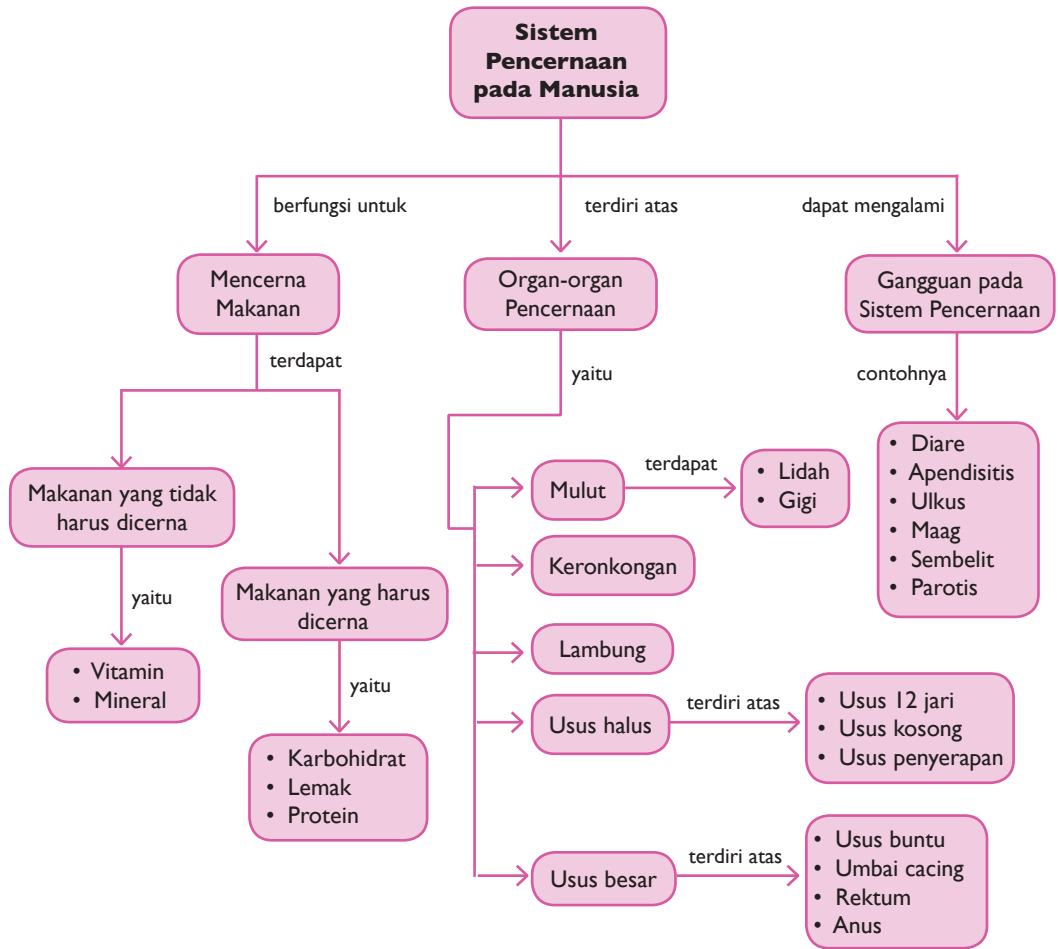 Sistem
Pencernaan
pada Manusia
berfungsi untuk
terdiri atas
dapat mengalami
Mencerna
Makanan
Organ-organ
Pencernaan
Gangguan pada
Sistem Pencernaan
terdapat
yaitu
contohnya
Makanan yang tidak
harus dicerna
yaitu
• Vitamin
• Mineral
Makanan yang harus
dicerna
yaitu
• Karbohidrat
• Lemak
• Protein
Mulut
terdapat
• Lidah
• Gigi
Keronkongan
Lambung
Usus halus
terdiri atas
• Usus 12 jari
• Usus kosong
• Usus penyerapan
Usus besar
terdiri atas
• Usus buntu
• Umbai cacing
• Rektum
• Anus
• Diare
• Apendisitis
• Ulkus
• Maag
• Sembelit
• Parotis